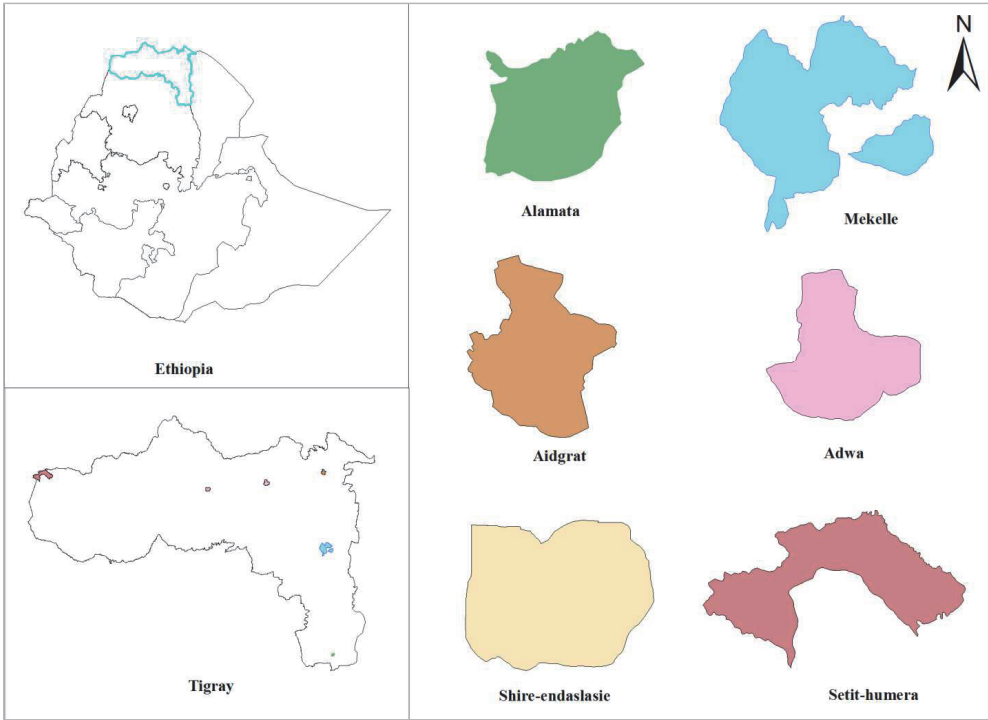 Ethiopia
Tigray
N
Alamata
Mekelle
Aidgrat
Adwa
Shire-endaslasie
Setit-humera